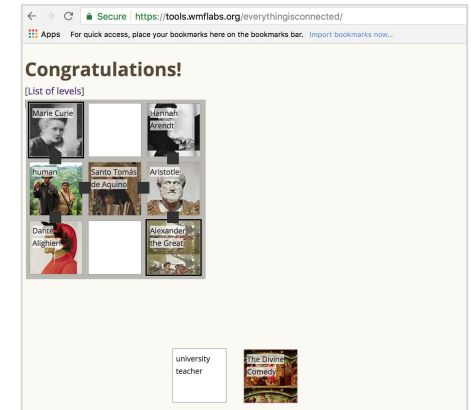 Secure https://tools.wmflabs.org/everythingisconnected/
Apps For quick access, place your bookmarks here on the bookmarks bar. Import bookmarks now...
Congratulations!
[List of levels]
Marie Curie
Hannah
Arendt
human
Santo Tomás
de Aquino
Aristotle
Dante
Alighieri
Alexander
the Great
university
teacher
The Divine
Comedy